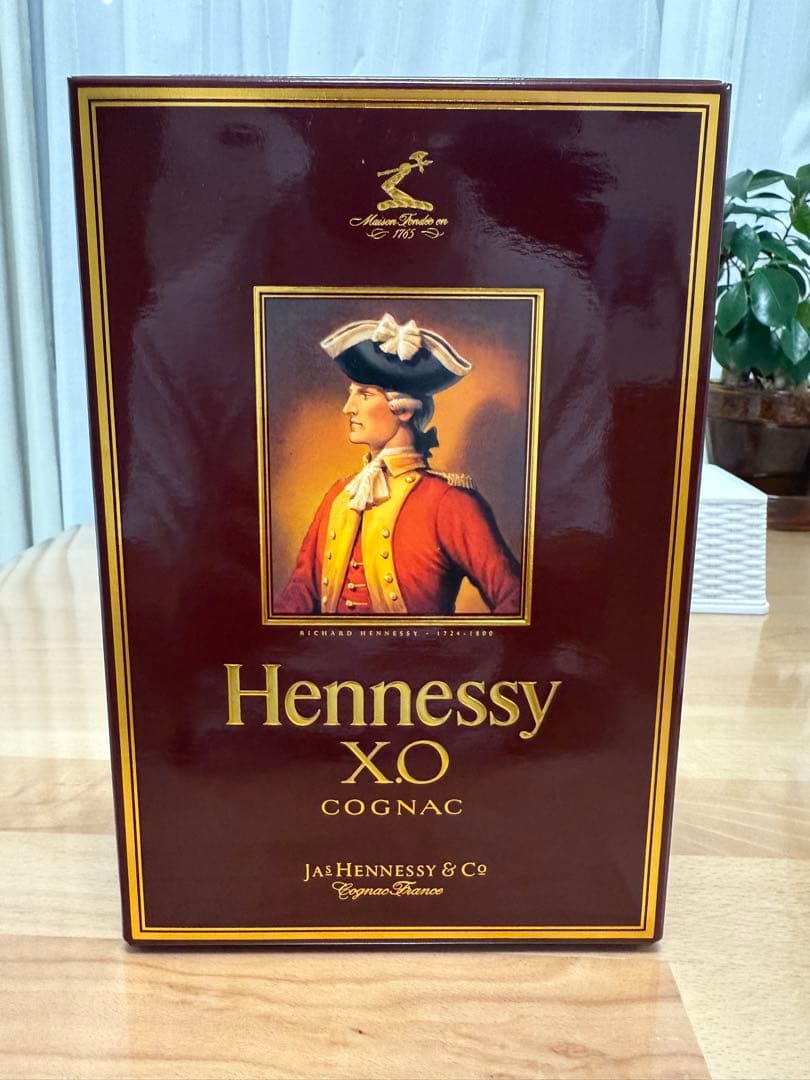 Maison Fondée en
1765
RICHARD HENNESSY · 1724-1800
Hennessy
X.O
COGNAC
JAS HENNESSY & Co
Cognac France